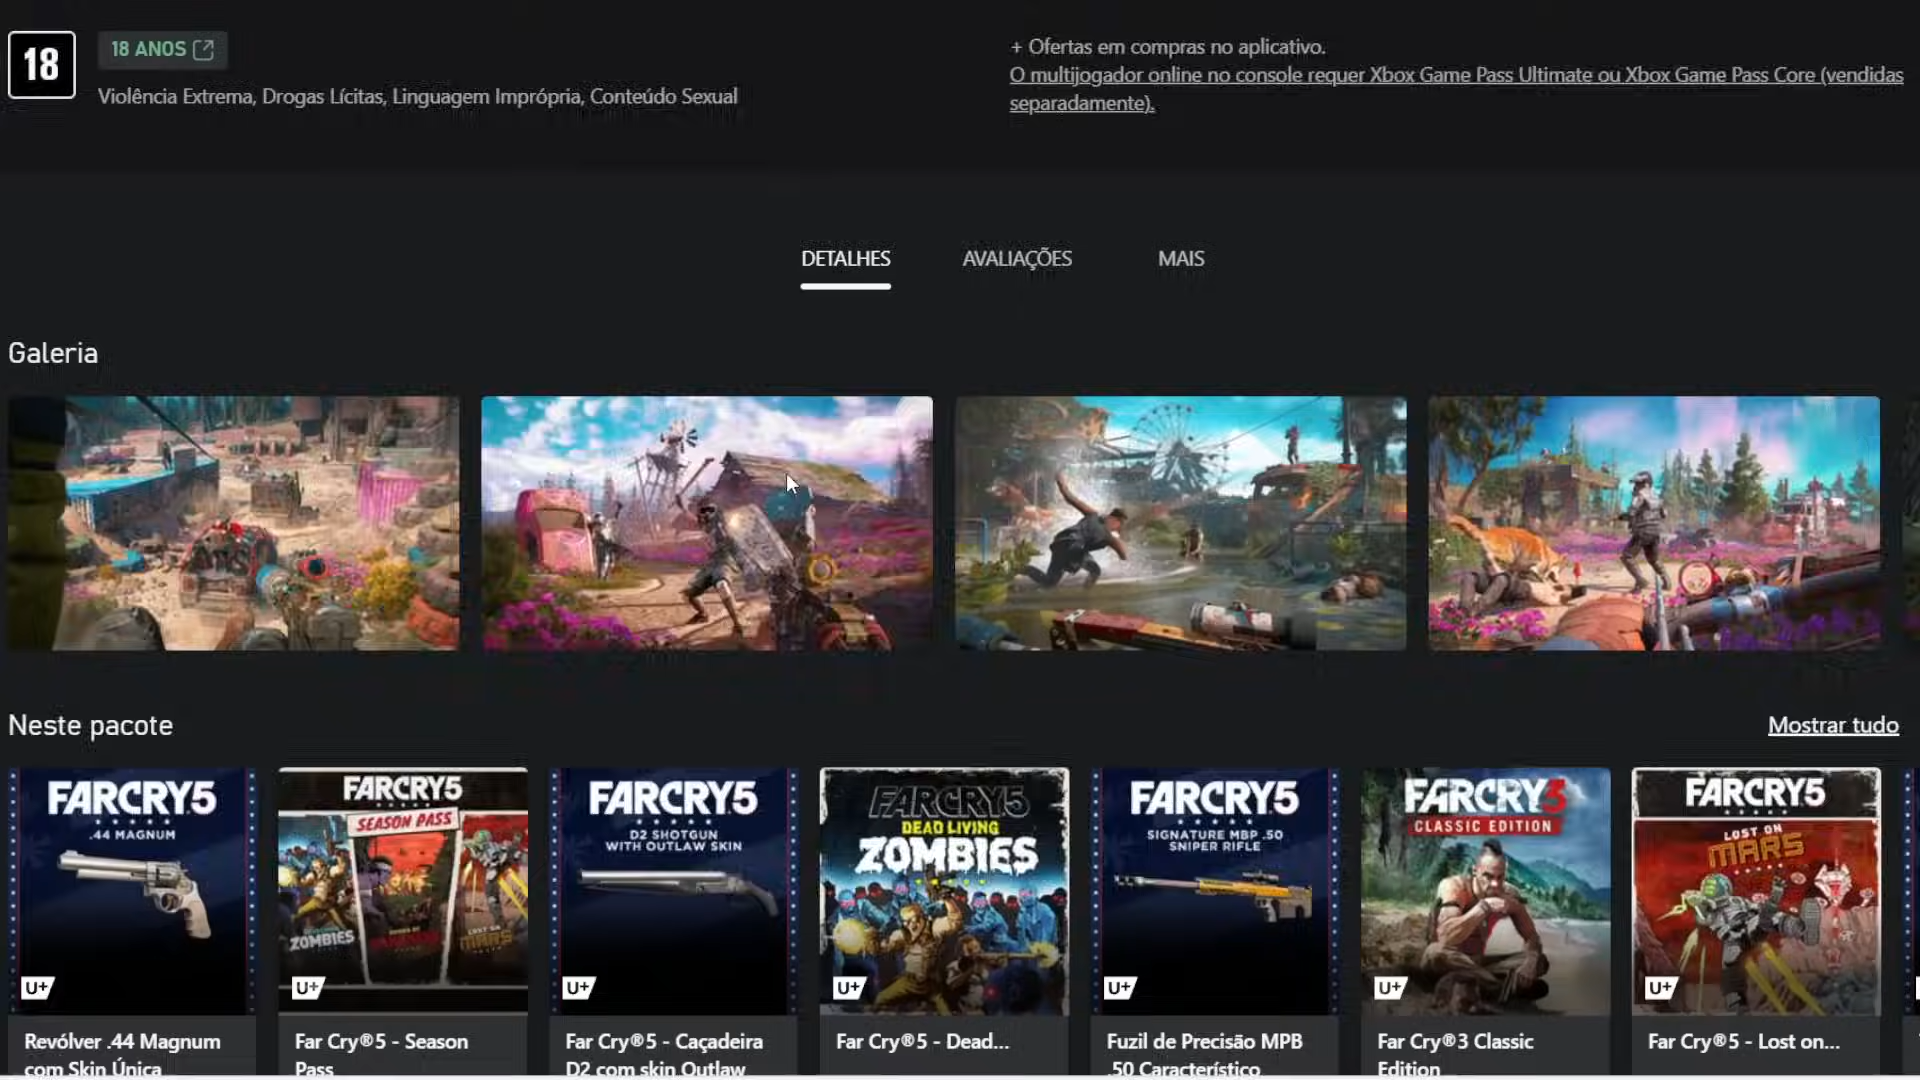 18
18 ANOS
Violência Extrema, Drogas Lícitas, Linguagem Imprópria, Conteúdo Sexual
+ Ofertas em compras no aplicativo.
O multijogador online no console requer Xbox Game Pass Ultimate ou Xbox Game Pass Core (vendidas
separadamente).
DETALHES
AVALIAÇÕES
MAIS
Galeria
Neste pacote
Mostrar tudo
FARCRY5
.44 MAGNUM
U+
Revólver .44 Magnum
com Skin Única
FARCRY5
SEASON PASS
ZOMBIES
MARS
U+
Far Cry®5 - Season
Pass
FARCRY5
D2 SHOTGUN
WITH OUTLAW SKIN
U+
Far Cry®5 - Caçadeira
D2 com skin Outlaw
FARCRY5
DEAD LIVING
ZOMBIES
U+
Far Cry®5 - Dead...
FARCRY5
SIGNATURE MBP .50
SNIPER RIFLE
U+
Fuzil de Precisão MPB
.50 Característico
FARCRY3
CLASSIC EDITION
U+
Far Cry®3 Classic
Edition
FARCRY5
LOST ON
MARS
U+
Far Cry®5 - Lost on...